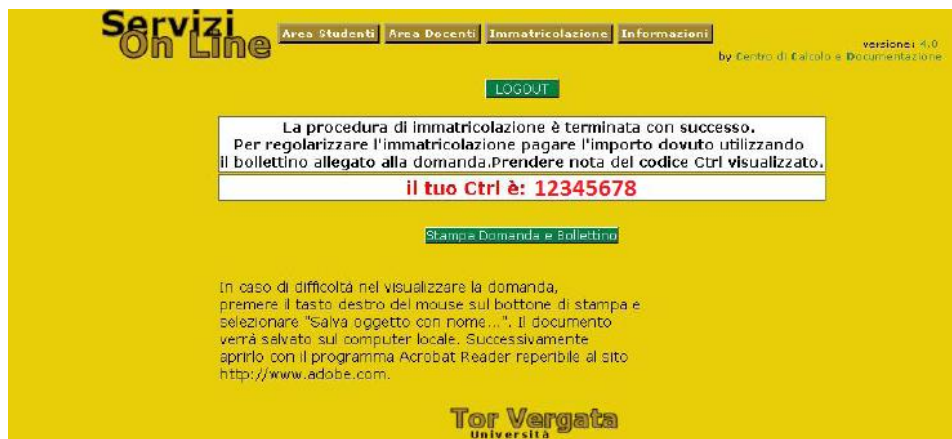 Servizi
On Line
Area Studenti Area Docenti Immatricolazione Informazioni
versione: 4.0
by Centro di Calcolo e Documentazione
LOGOUT
La procedura di immatricolazione è terminata con successo.
Per regolarizzare l'immatricolazione pagare l'importo dovuto utilizzando
il bollettino allegato alla domanda.Prendere nota del codice Ctrl visualizzato.
il tuo Ctrl è: 12345678
Stampa Domanda e Bollettino
In caso di difficoltà nel visualizzare la domanda,
premere il tasto destro del mouse sul bottone di stampa e
selezionare "Salva oggetto con nome...". Il documento
verrà salvato sul computer locale. Successivamente
aprirlo con il programma Acrobat Reader reperibile al sito
http://www.adobe.com.
Tor Vergata
Università